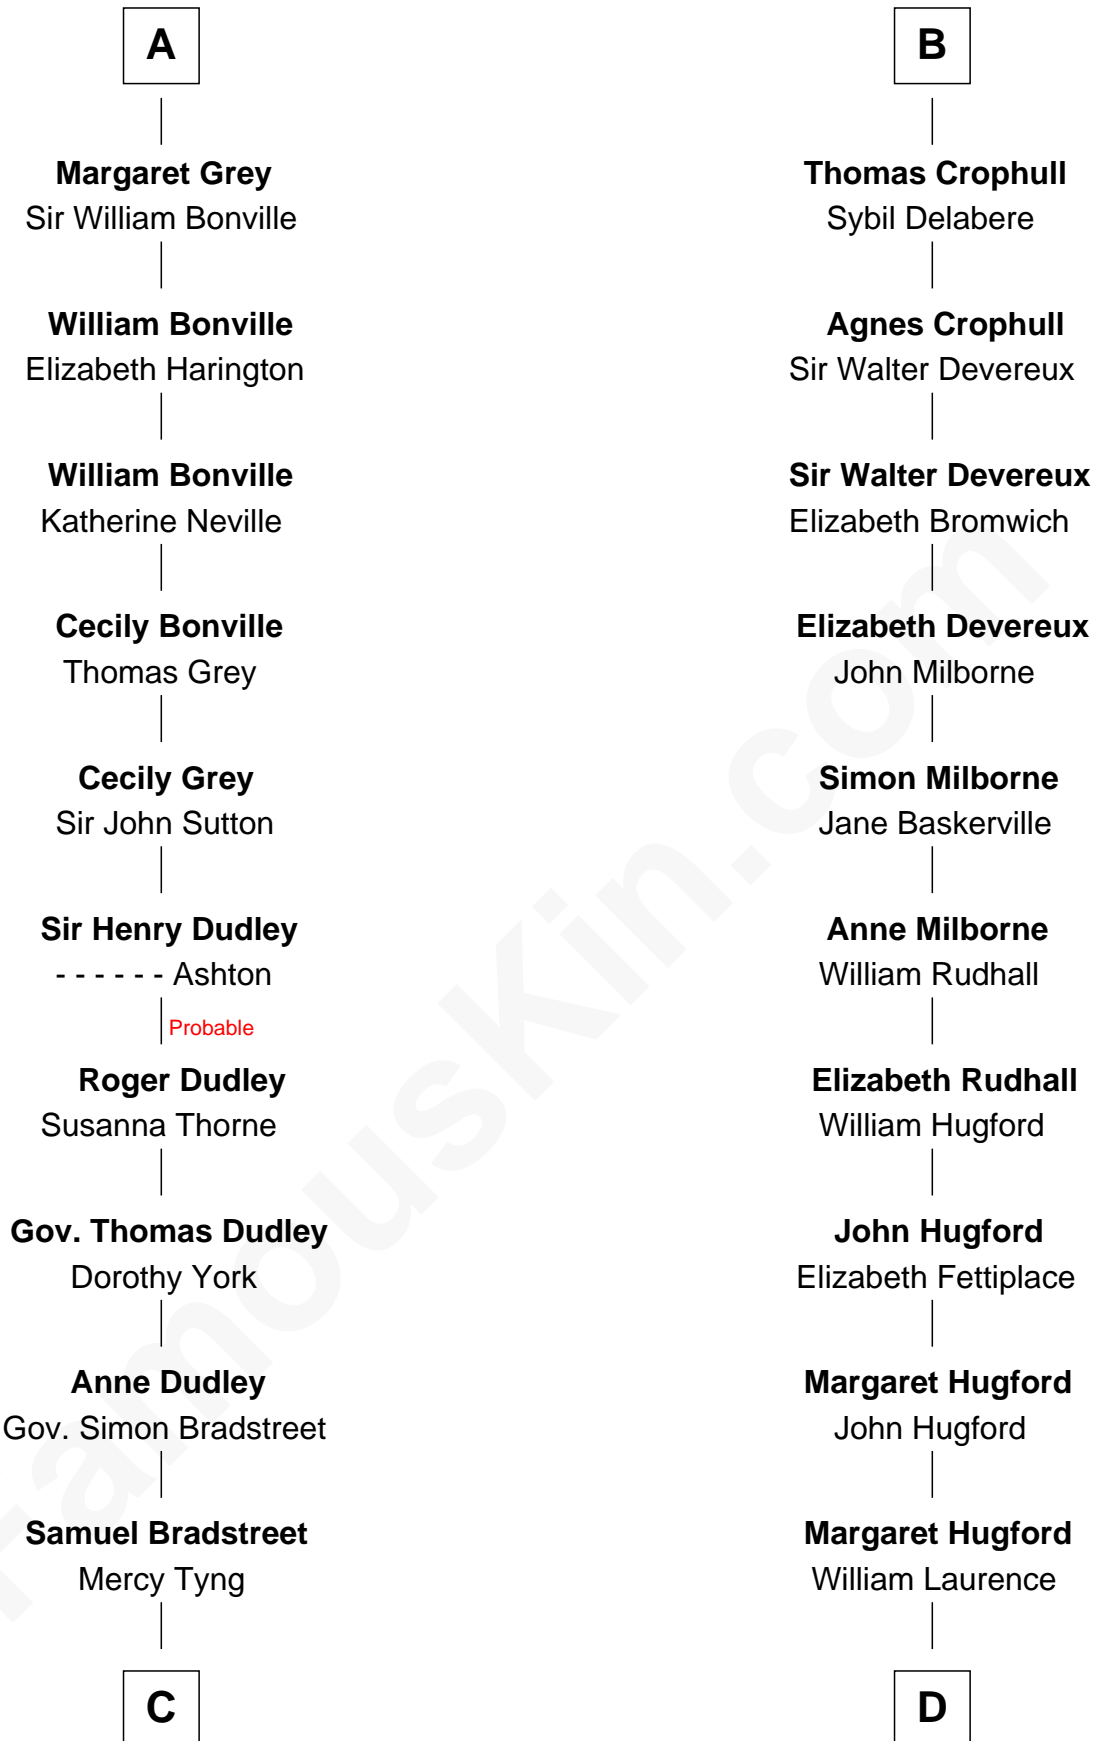 A
Margaret Grey
Sir William Bonville
William Bonville
Elizabeth Harington
William Bonville
Katherine Neville
Cecily Bonville
Thomas Grey
Cecily Grey
Sir John Sutton
Sir Henry Dudley
- - - - - - Ashton
Probable
Roger Dudley
Susanna Thorne
Gov. Thomas Dudley
Dorothy York
Anne Dudley
Gov. Simon Bradstreet
Samuel Bradstreet
Mercy Tyng
C
B
Thomas Crophull
Sybil Delabere
Agnes Crophull
Sir Walter Devereux
Sir Walter Devereux
Elizabeth Bromwich
Elizabeth Devereux
John Milborne
Simon Milborne
Jane Baskerville
Anne Milborne
William Rudhall
Elizabeth Rudhall
William Hugford
John Hugford
Elizabeth Fettiplace
Margaret Hugford
John Hugford
Margaret Hugford
William Laurence
D
FamousKin.com